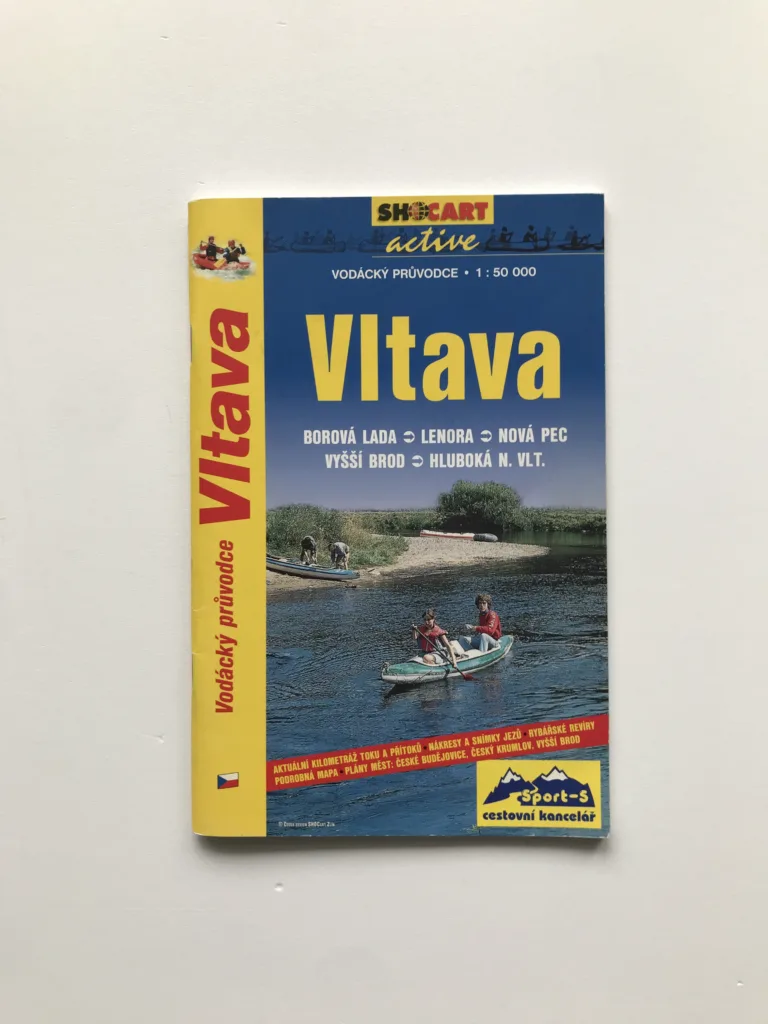 SHOCART
active
VODÁCKÝ PRŮVODCE • 1 : 50 000
Vltava
BOROVÁ LADA ➲ LENORA ➲ NOVÁ PEC
VYŠŠÍ BROD ➲ HLUBOKÁ N. VLT.
Vodácký průvodce Vltava
AKTUÁLNÍ KILOMETRÁŽ TOKU A PŘÍTOKŮ • NÁKRESY A SNÍMKY JEZŮ • RYBÁŘSKÉ REVÍRY
PODROBNÁ MAPA • PLÁNY MĚST: ČESKÉ BUDĚJOVICE, ČESKÝ KRUMLOV, VYŠŠÍ BROD
Sport-S
cestovní kancelář